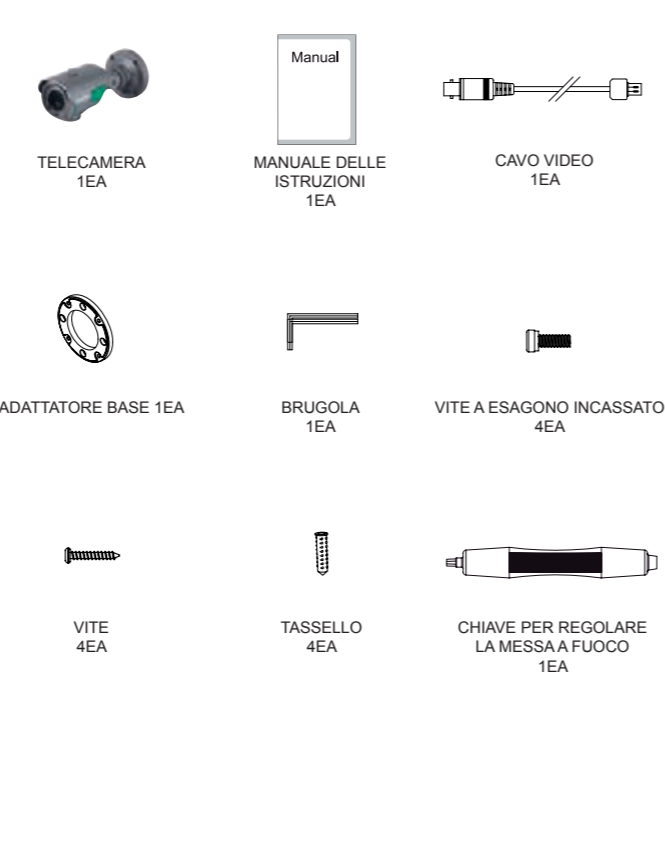 Manual
TELECAMERA
1EA
MANUALE DELLE
ISTRUZIONI
1EA
CAVO VIDEO
1EA
ADATTATORE BASE 1EA
BRUGOLA
1EA
VITE A ESAGONO INCASSATO
4EA
VITE
4EA
TASSELLO
4EA
CHIAVE PER REGOLARE
LA MESSA A FUOCO
1EA